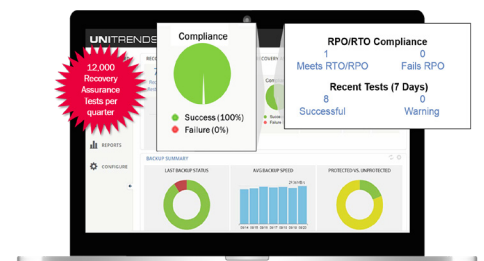 UNITRENDS
12,000
Recovery
Assurance
Tests per
quarter
Compliance
Success (100%)
Failure (0%)
RPO/RTO Compliance
1 0
Meets RTO/RPO Fails RPO
Recent Tests (7 Days)
8 0
Successful Warning
REPORTS
CONFIGURE
BACKUP SUMMARY
LAST BACKUP STATUS
AVG BACKUP SPEED
PROTECTED VS. UNPROTECTED